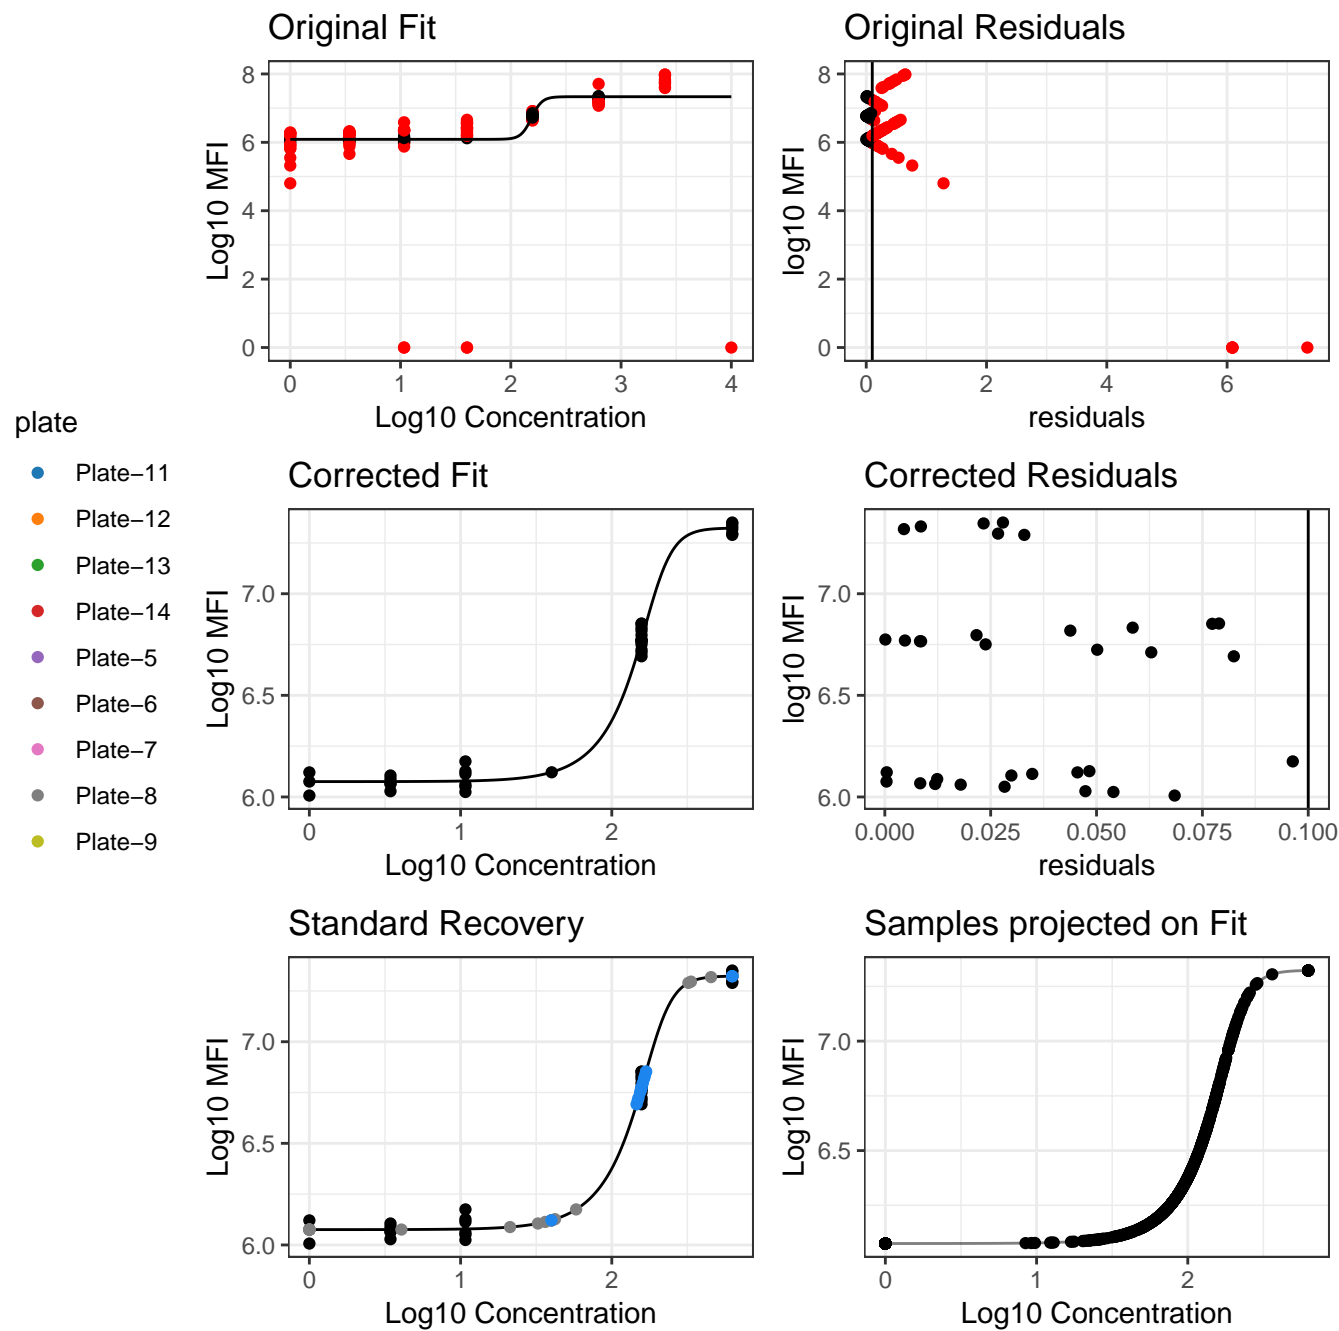 Original Fit
Original Residuals
8
6
4
2
0
Log10 MFI
0 1 2 3 4
Log10 Concentration
8
6
4
2
0
log10 MFI
0 2 4 6
residuals
plate
Plate−11
Plate−12
Plate−13
Plate−14
Plate−5
Plate−6
Plate−7
Plate−8
Plate−9
Corrected Fit
Corrected Residuals
7.0
6.5
6.0
Log10 MFI
0 1 2
Log10 Concentration
7.0
6.5
6.0
log10 MFI
0.000 0.025 0.050 0.075 0.100
residuals
Standard Recovery
Samples projected on Fit
7.0
6.5
6.0
Log10 MFI
0 1 2
Log10 Concentration
7.0
6.5
Log10 MFI
0 1 2
Log10 Concentration